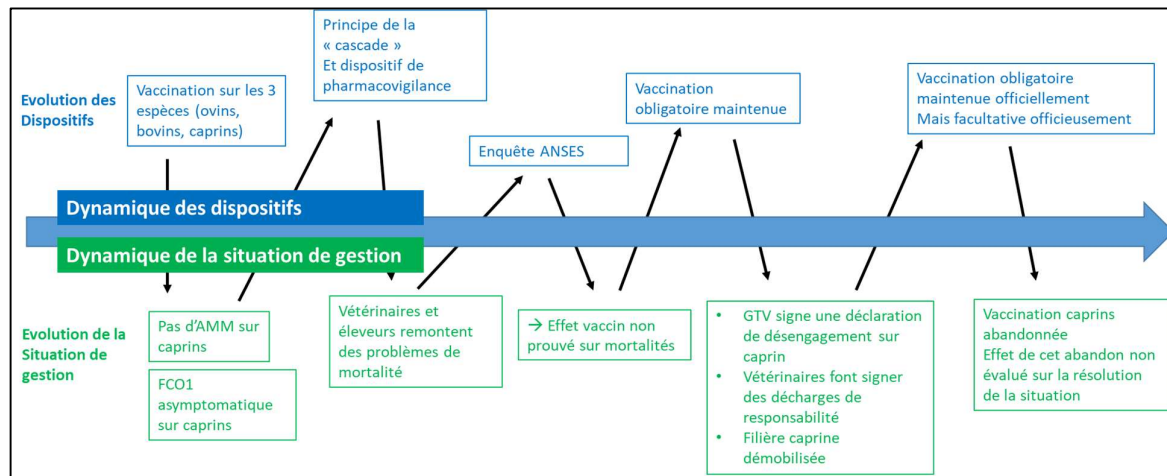 Evolution des
Dispositifs
Vaccination sur les 3
espèces (ovins,
bovins, caprins)
Principe de la
« cascade »
Et dispositif de
pharmacovigilance
Enquête ANSES
Vaccination
obligatoire maintenue
Vaccination obligatoire
maintenue officiellement
Mais facultative officieusement
Dynamique des dispositifs
Dynamique de la situation de gestion
Evolution de la
Situation de
gestion
Pas d’AMM sur
caprins
FCO1
asymptomatique
sur caprins
Vétérinaires et
éleveurs remontent
des problèmes de
mortalité
→ Effet vaccin non
prouvé sur mortalités
• GTV signe une déclaration
de désengagement sur
caprin
• Vétérinaires font signer
des décharges de
responsabilité
• Filière caprine
démobilisée
Vaccination caprins
abandonnée
Effet de cet abandon non
évalué sur la résolution
de la situation